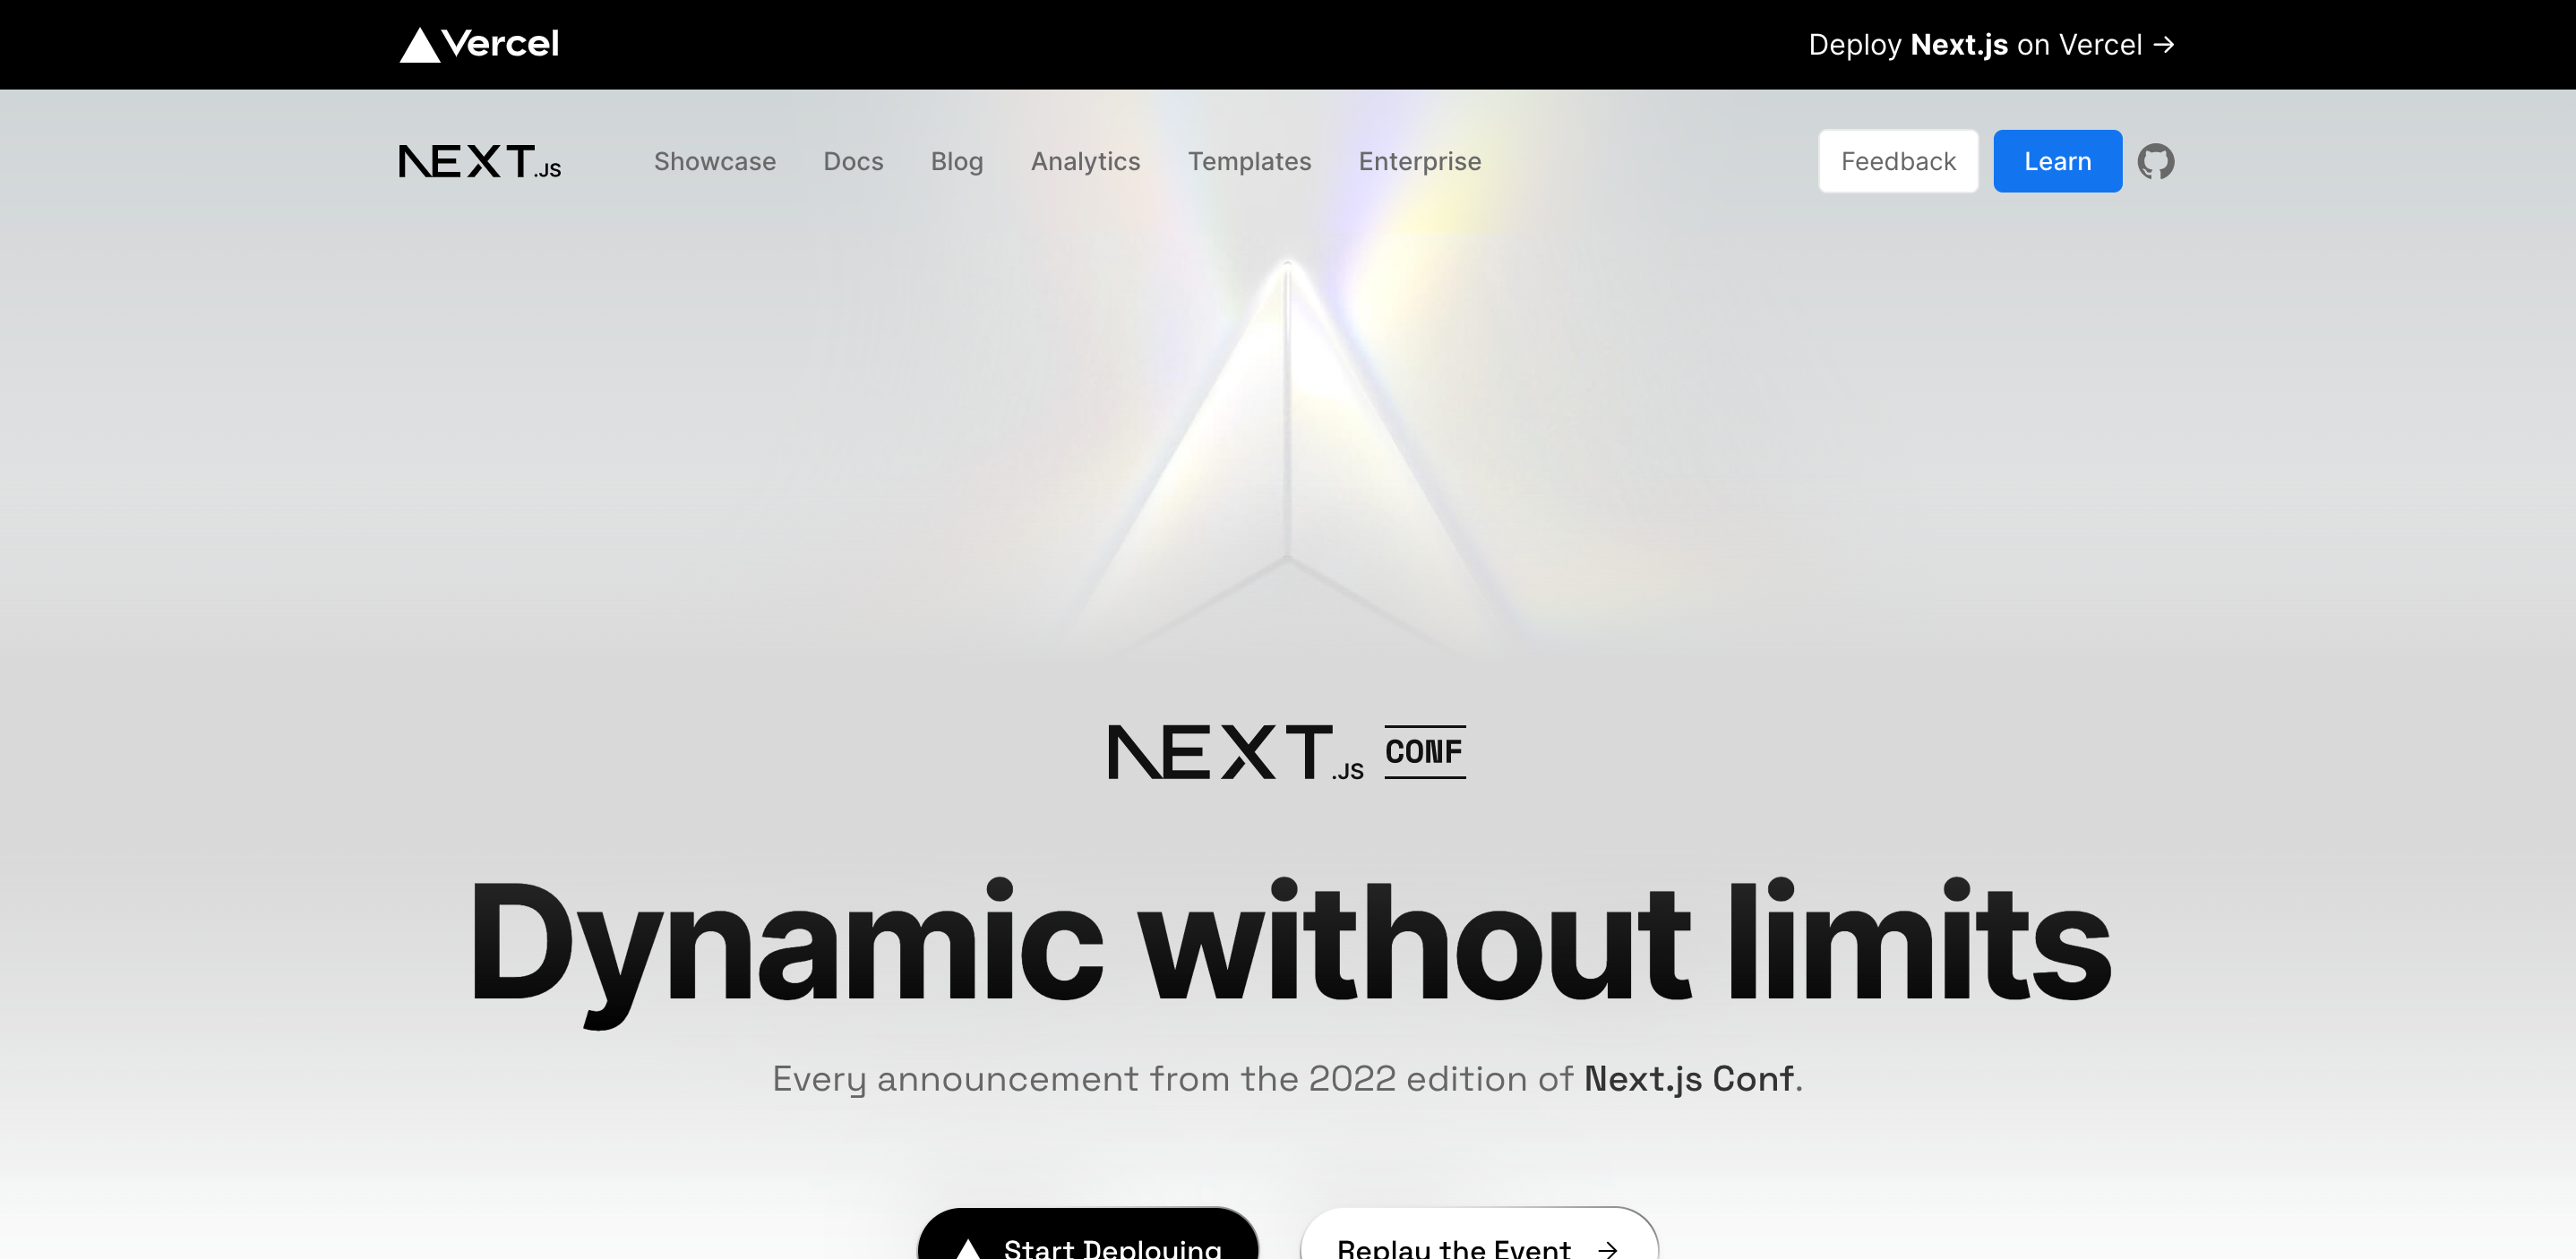 Vercel
Deploy Next.js on Vercel →
NEXT.JS
Showcase Docs Blog Analytics Templates Enterprise
Feedback Learn
NEXT.JS CONF
Dynamic without limits
Every announcement from the 2022 edition of Next.js Conf.
Start Deploying
Replay the Event →